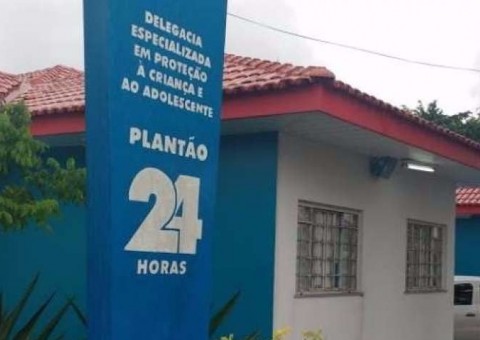 DELEGACIA
ESPECIALIZADA
EM PROTEÇÃO
À CRIANÇA E
AO ADOLESCENTE
PLANTÃO
24
HORAS